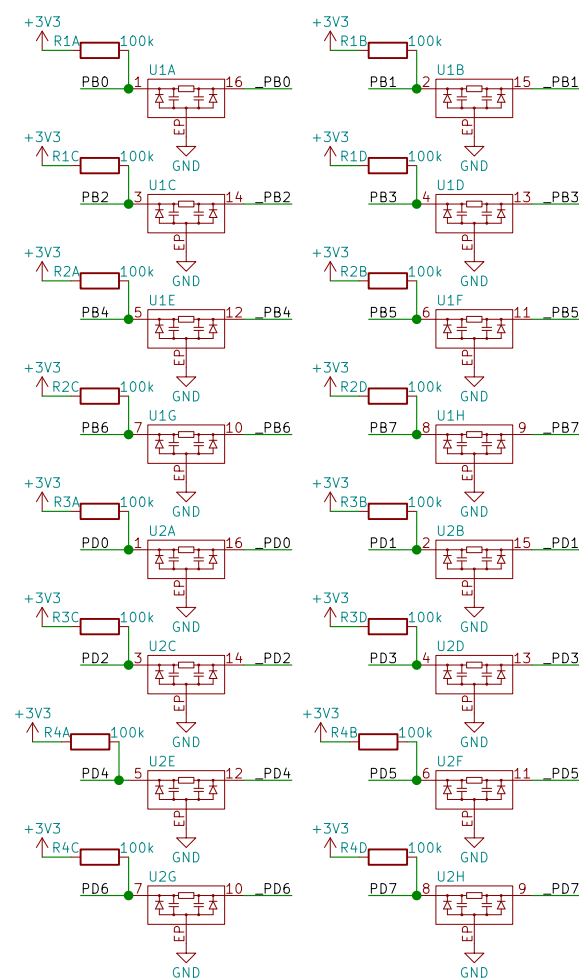 +3V3 +3V3
R1A 100k R1B 100k
U1A U1B
PB0 1 16 _PB0 PB1 2 15 _PB1
EP EP
GND GND
+3V3 +3V3
R1C 100k R1D 100k
U1C U1D
PB2 3 14 _PB2 PB3 4 13 _PB3
EP EP
GND GND
+3V3 +3V3
R2A 100k R2B 100k
U1E U1F
PB4 5 12 _PB4 PB5 6 11 _PB5
EP EP
GND GND
+3V3 +3V3
R2C 100k R2D 100k
U1G U1H
PB6 7 10 _PB6 PB7 8 9 _PB7
EP EP
GND GND
+3V3 +3V3
R3A 100k R3B 100k
U2A U2B
PD0 1 16 _PD0 PD1 2 15 _PD1
EP EP
GND GND
+3V3 +3V3
R3C 100k R3D 100k
U2C U2D
PD2 3 14 _PD2 PD3 4 13 _PD3
EP EP
GND GND
+3V3 +3V3
R4A 100k R4B 100k
U2E U2F
PD4 5 12 _PD4 PD5 6 11 _PD5
EP EP
GND GND
+3V3 +3V3
R4C 100k R4D 100k
U2G U2H
PD6 7 10 _PD6 PD7 8 9 _PD7
EP EP
GND GND